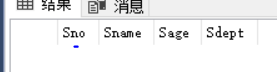 结果 消息
Sno Sname Sage Sdept